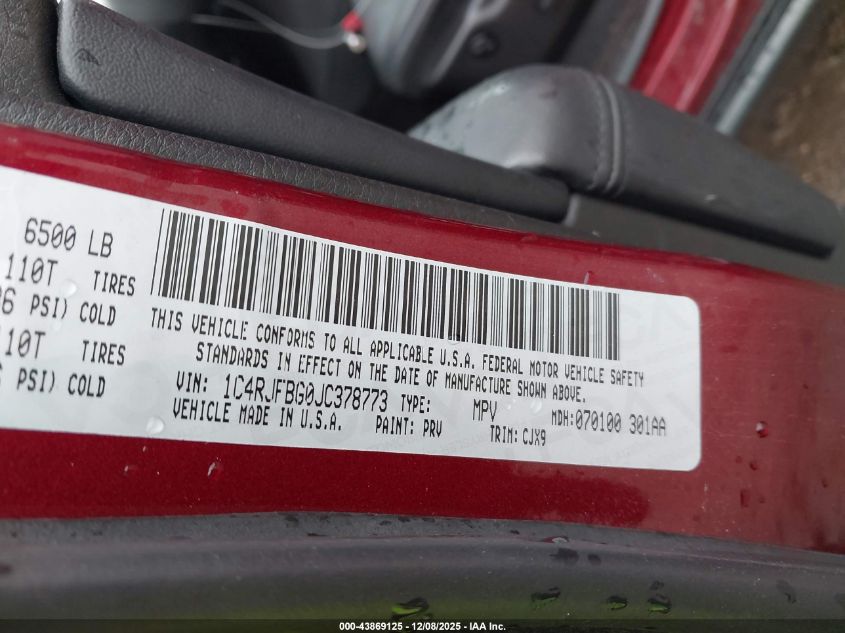 6500 LB
110T TIRES
PSI) COLD
10T TIRES
PSI) COLD
THIS VEHICLE CONFORMS TO ALL APPLICABLE U.S.A. FEDERAL MOTOR VEHICLE SAFETY
STANDARDS IN EFFECT ON THE DATE OF MANUFACTURE SHOWN ABOVE.
VIN: 1C4RJFBG0JC378773 TYPE: MPV MDH:070100 301AA
VEHICLE MADE IN U.S.A. PAINT: PRV TRIM: CJX9
000-43869125 - 12/08/2025 - IAA Inc.